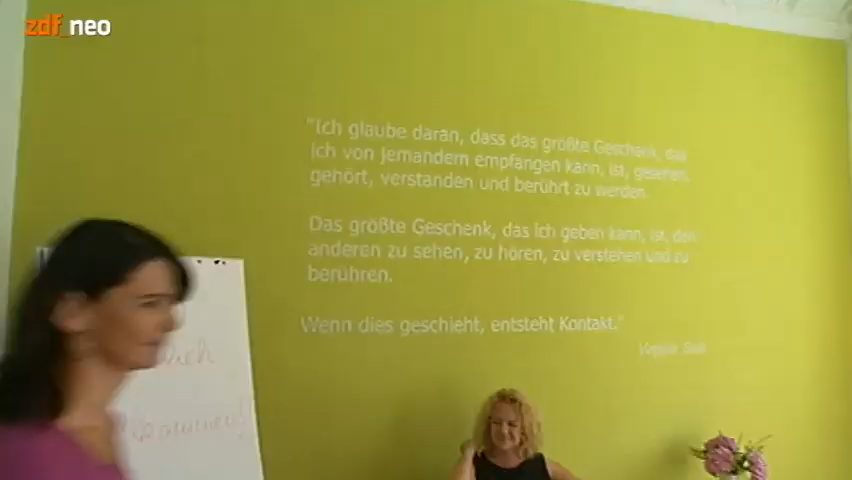 zdf_neo
"Ich glaube daran, dass das größte Geschenk, das
ich von jemandem empfangen kann, ist, gesehen,
gehört, verstanden und berührt zu werden.
Das größte Geschenk, das ich geben kann, ist, den
anderen zu sehen, zu hören, zu verstehen und zu
berühren.
Wenn dies geschieht, entsteht Kontakt."